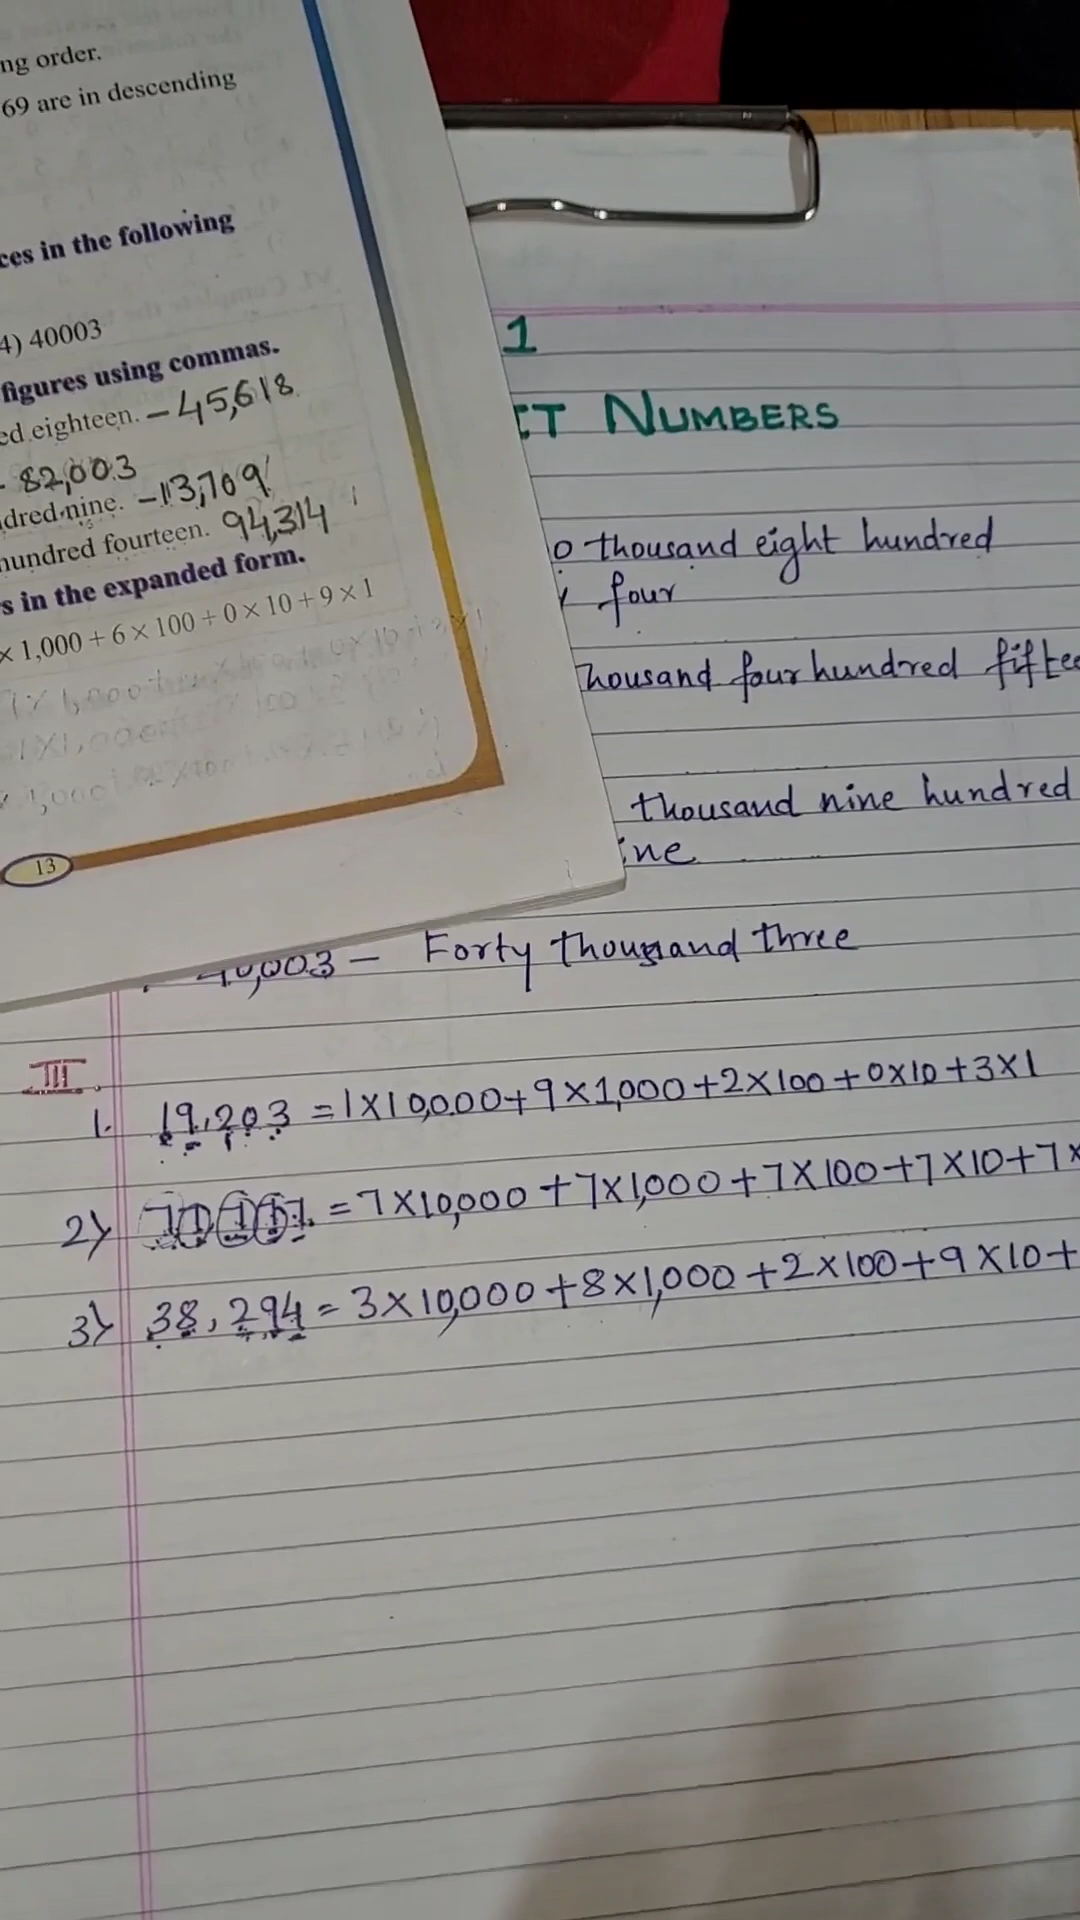 ng order.
69 are in descending
ces in the following
4) 40003
figures using commas.
ed eighteen. - 45,618
- 82,003
dred nine. - 13,709
hundred fourteen. 94,314
s in the expanded form.
× 1,000 + 6 × 100 + 0 × 10 + 9 × 1
13
1
CT NUMBERS
o thousand eight hundred
y four
housand four hundred fiftee
thousand nine hundred
ine
40,003 - Forty thousand three
III.
1. 19,203 = 1×10,000+9×1,000+2×100+0×10+3×1
2) = 7×10,000+7×1,000+7×100+7×10+7×
3) 38,294 = 3×10,000+8×1,000+2×100+9×10+